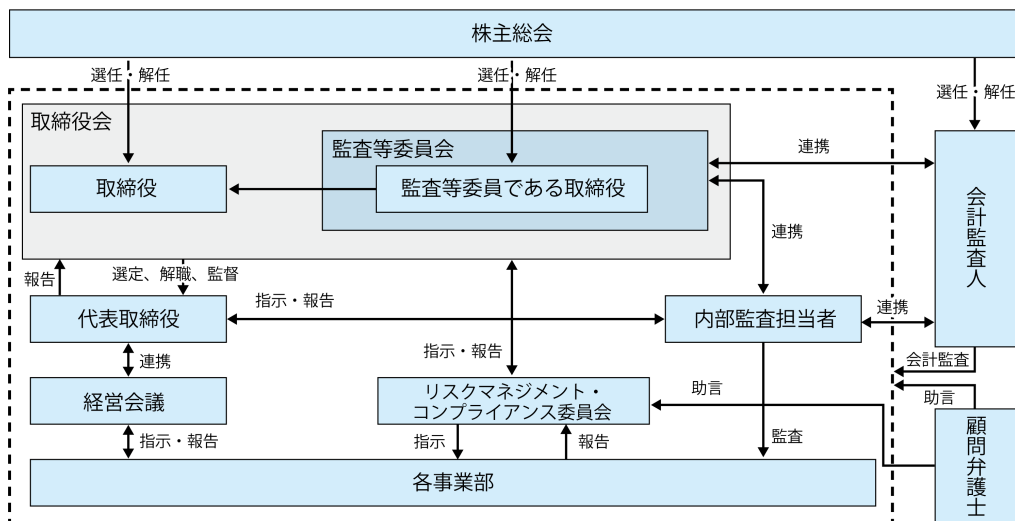 株主総会
選任・解任
選任・解任
選任・解任
取締役会
監査等委員会
連携
取締役
監査等委員である取締役
会計監査人
連携
報告
選定、解職、監督
指示・報告
代表取締役
内部監査担当者
連携
指示・報告
連携
会計監査
経営会議
リスクマネジメント・
コンプライアンス委員会
助言
助言
指示・報告
指示
報告
監査
顧問弁護士
各事業部